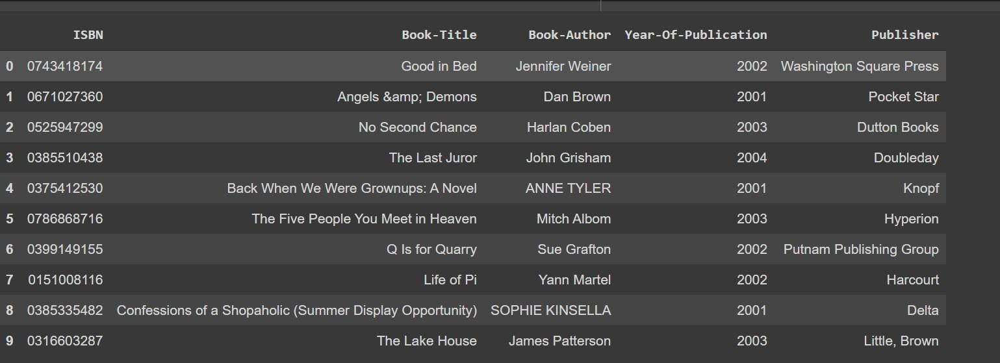 ISBN Book-Title Book-Author Year-Of-Publication Publisher
0 0743418174 Good in Bed Jennifer Weiner 2002 Washington Square Press
1 0671027360 Angels &amp; Demons Dan Brown 2001 Pocket Star
2 0525947299 No Second Chance Harlan Coben 2003 Dutton Books
3 0385510438 The Last Juror John Grisham 2004 Doubleday
4 0375412530 Back When We Were Grownups: A Novel ANNE TYLER 2001 Knopf
5 0786868716 The Five People You Meet in Heaven Mitch Albom 2003 Hyperion
6 0399149155 Q Is for Quarry Sue Grafton 2002 Putnam Publishing Group
7 0151008116 Life of Pi Yann Martel 2002 Harcourt
8 0385335482 Confessions of a Shopaholic (Summer Display Opportunity) SOPHIE KINSELLA 2001 Delta
9 0316603287 The Lake House James Patterson 2003 Little, Brown